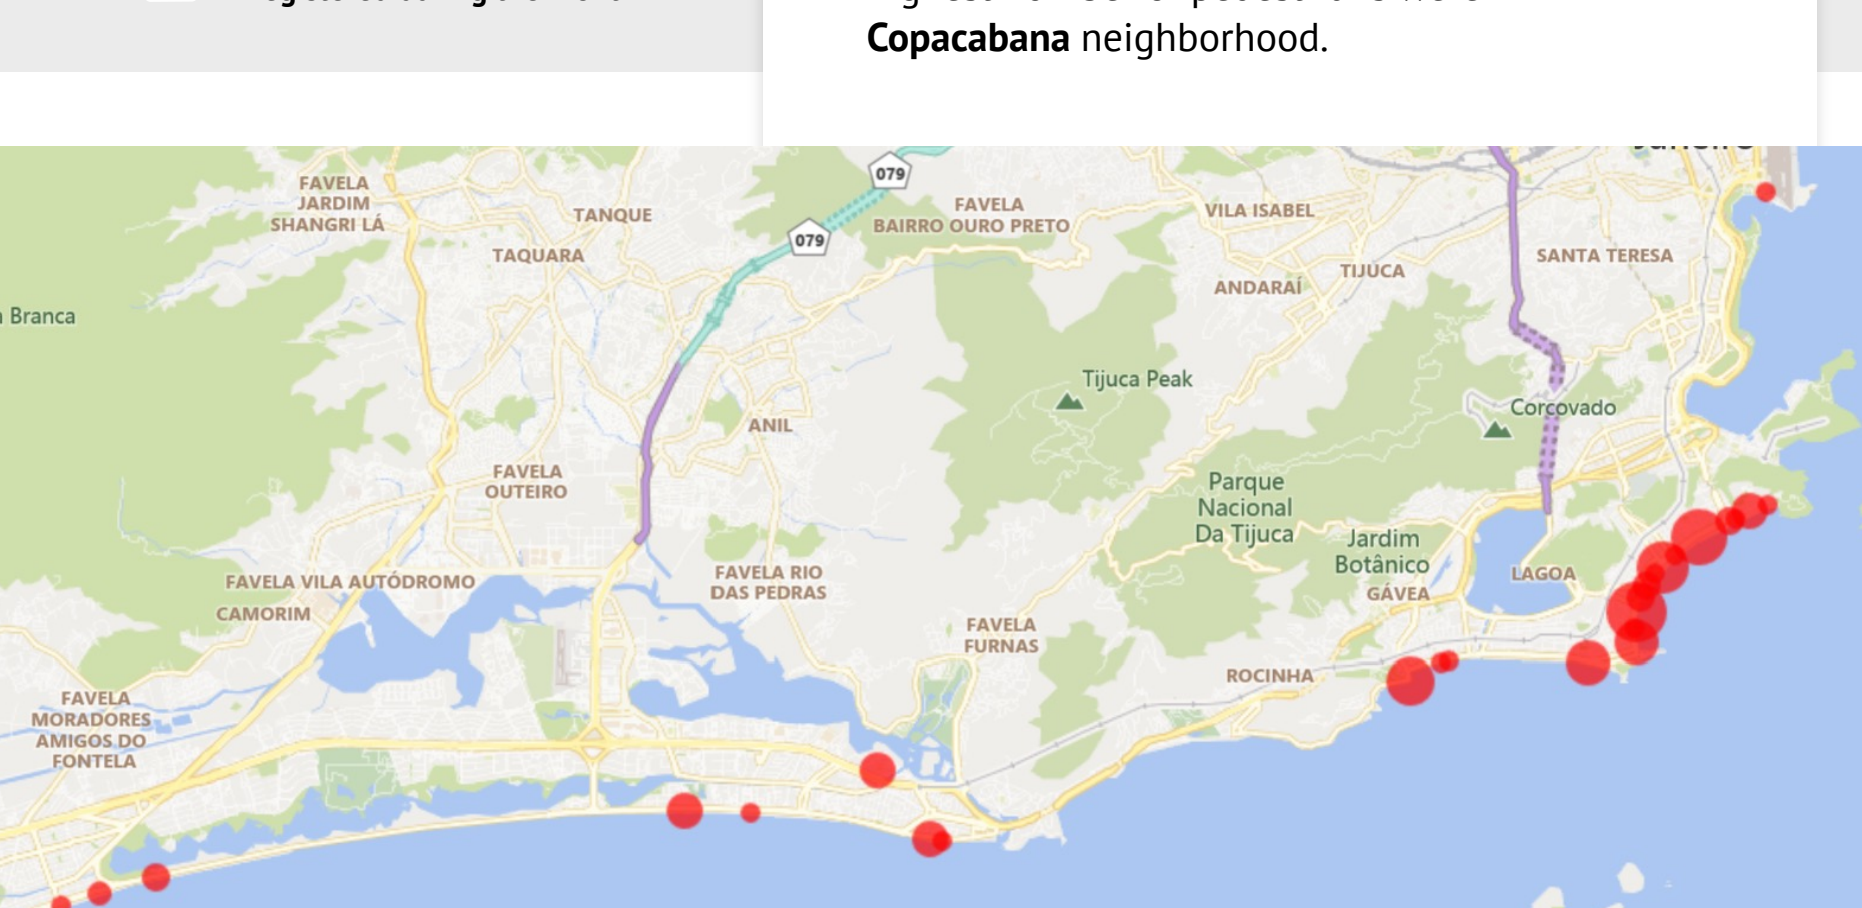 Copacabana neighborhood.
079
FAVELA
JARDIM
SHANGRI LÁ
TANQUE
FAVELA
BAIRRO OURO PRETO
VILA ISABEL
079
TAQUARA
SANTA TERESA
TIJUCA
ANDARAÍ
Branca
Tijuca Peak
Corcovado
ANIL
FAVELA
OUTEIRO
Parque
Nacional
Da Tijuca
Jardim
Botânico
LAGOA
GÁVEA
FAVELA VILA AUTÓDROMO
CAMORIM
FAVELA RIO
DAS PEDRAS
FAVELA
FURNAS
ROCINHA
FAVELA
MORADORES
AMIGOS DO
FONTELA